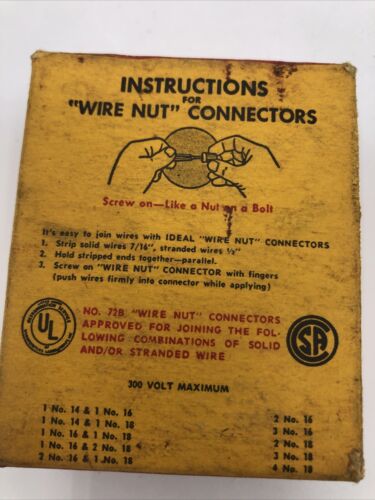 INSTRUCTIONS
FOR
"WIRE NUT" CONNECTORS
Screw on—Like a Nut on a Bolt
It's easy to join wires with IDEAL "WIRE NUT" CONNECTORS
1. Strip solid wires 7/16", stranded wires ½"
2. Hold stripped ends together—parallel.
3. Screw on "WIRE NUT" CONNECTOR with fingers
(push wires firmly into connector while applying)
UL
NO. 72B "WIRE NUT" CONNECTORS
APPROVED FOR JOINING THE FOL-
LOWING COMBINATIONS OF SOLID
AND/OR STRANDED WIRE
SA
300 VOLT MAXIMUM
1 No. 14 & 1 No. 16
1 No. 14 & 1 No. 18
1 No. 16 & 1 No. 18
1 No. 16 & 2 No. 18
2 No. 16 & 1 No. 18
2 No. 16
3 No. 16
2 No. 18
3 No. 18
4 No. 18